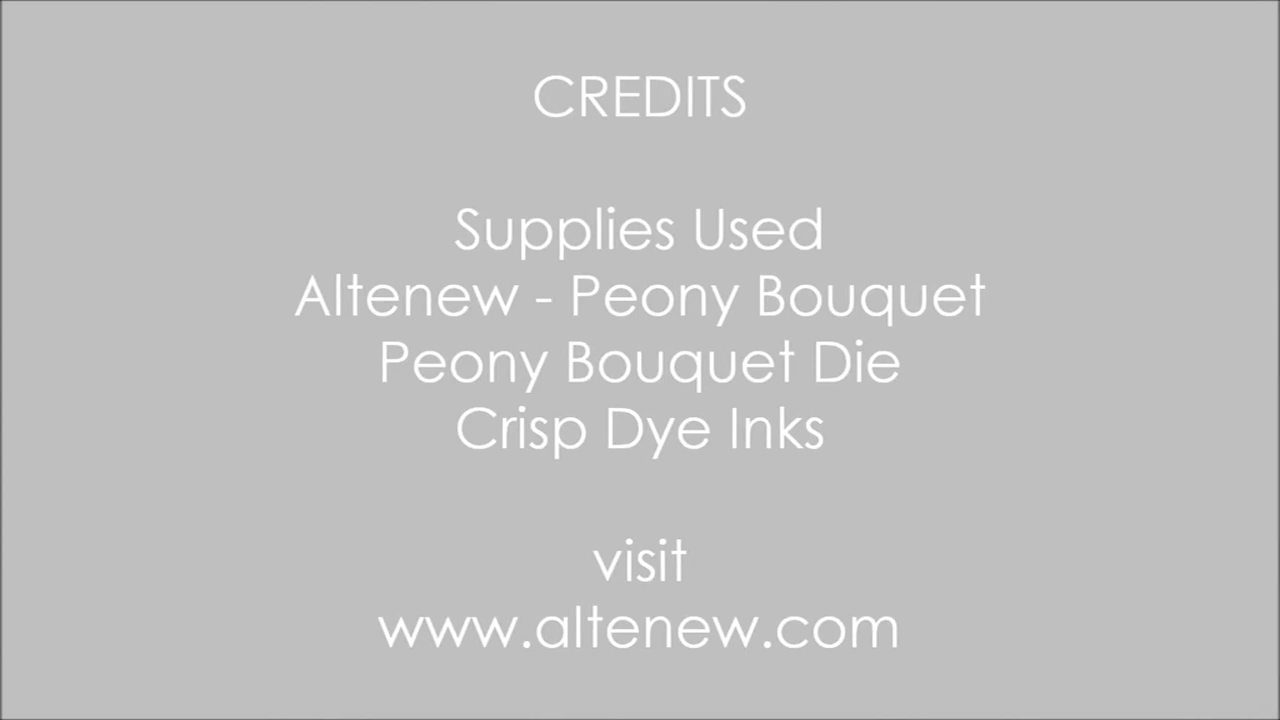 CREDITS
Supplies Used
Altenew - Peony Bouquet
Peony Bouquet Die
Crisp Dye Inks
visit
www.altenew.com